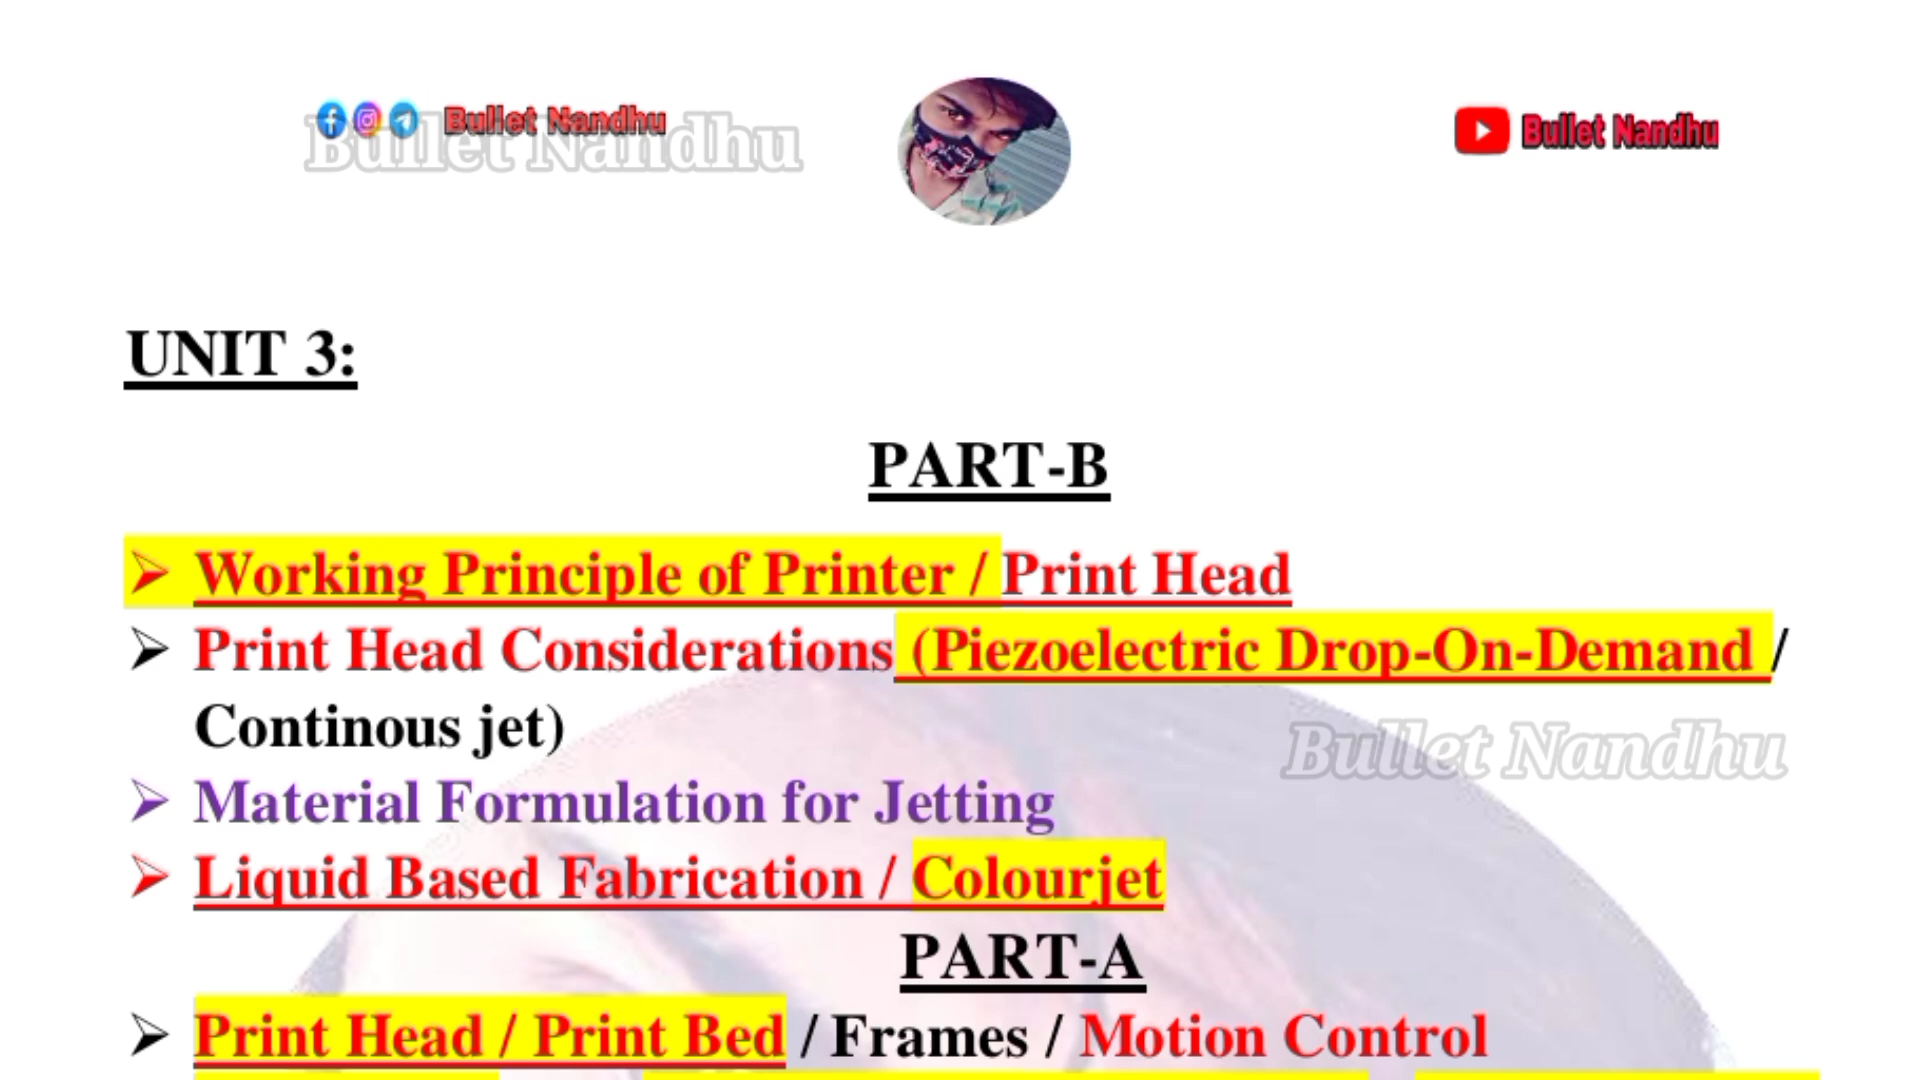 Bullet Nandhu
Bullet Nandhu
Bullet Nandhu
UNIT 3:
PART-B
➢ Working Principle of Printer / Print Head
➢ Print Head Considerations (Piezoelectric Drop-On-Demand /
Continous jet)
Bullet Nandhu
➢ Material Formulation for Jetting
➢ Liquid Based Fabrication / Colourjet
PART-A
➢ Print Head / Print Bed / Frames / Motion Control